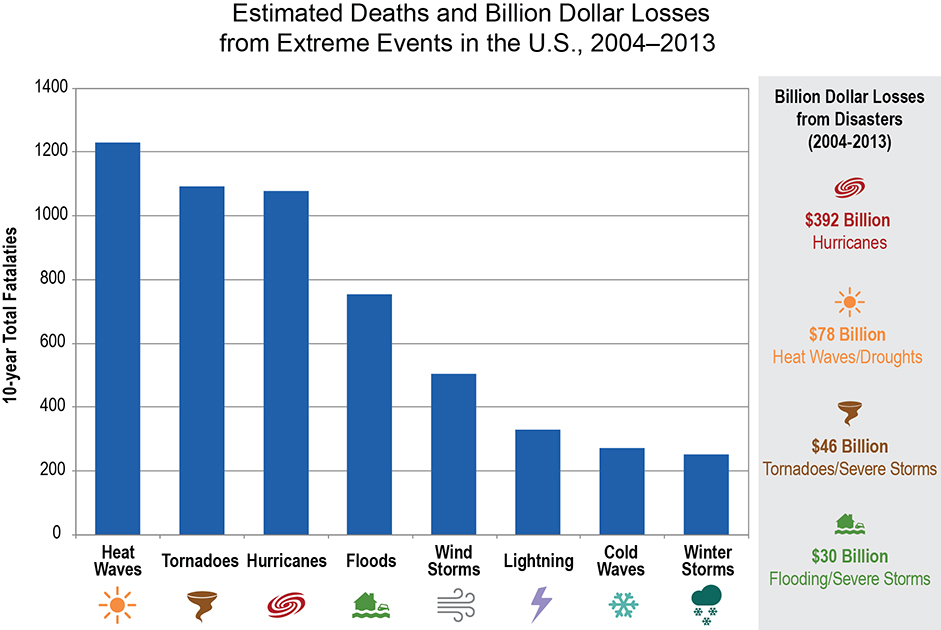 Estimated Deaths and Billion Dollar Losses
from Extreme Events in the U.S., 2004–2013
10-year Total Fatalaties
1400
1200
1000
800
600
400
200
0
Heat
Waves
Tornadoes
Hurricanes
Floods
Wind
Storms
Lightning
Cold
Waves
Winter
Storms
Billion Dollar Losses
from Disasters
(2004-2013)
$392 Billion
Hurricanes
$78 Billion
Heat Waves/Droughts
$46 Billion
Tornadoes/Severe Storms
$30 Billion
Flooding/Severe Storms